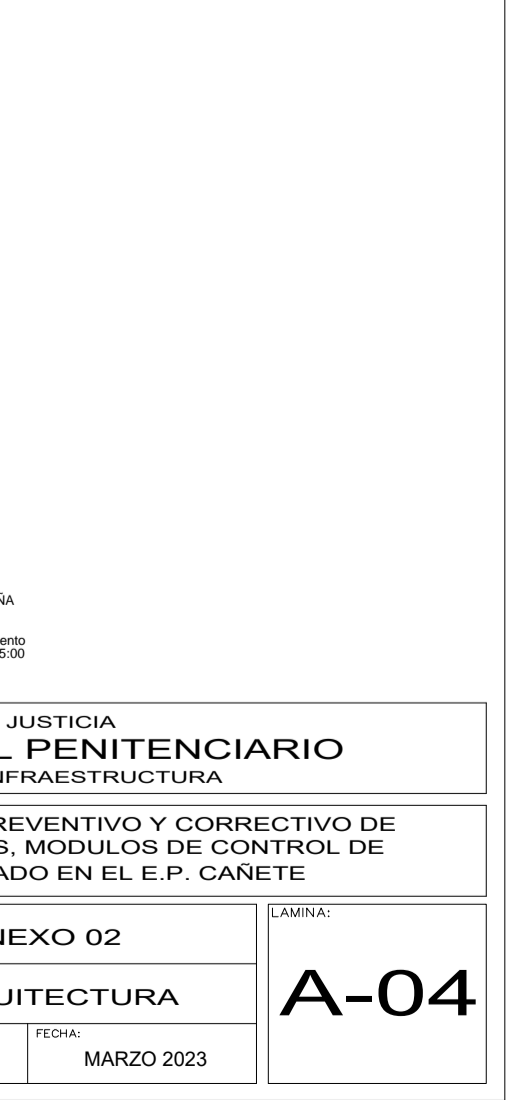 ÑA
ento
5:00
JUSTICIA
L PENITENCIARIO
NFRAESTRUCTURA
REVENTIVO Y CORRECTIVO DE
S, MODULOS DE CONTROL DE
ADO EN EL E.P. CAÑETE
NEXO 02
LAMINA:
UITECTURA
A-04
FECHA:
MARZO 2023